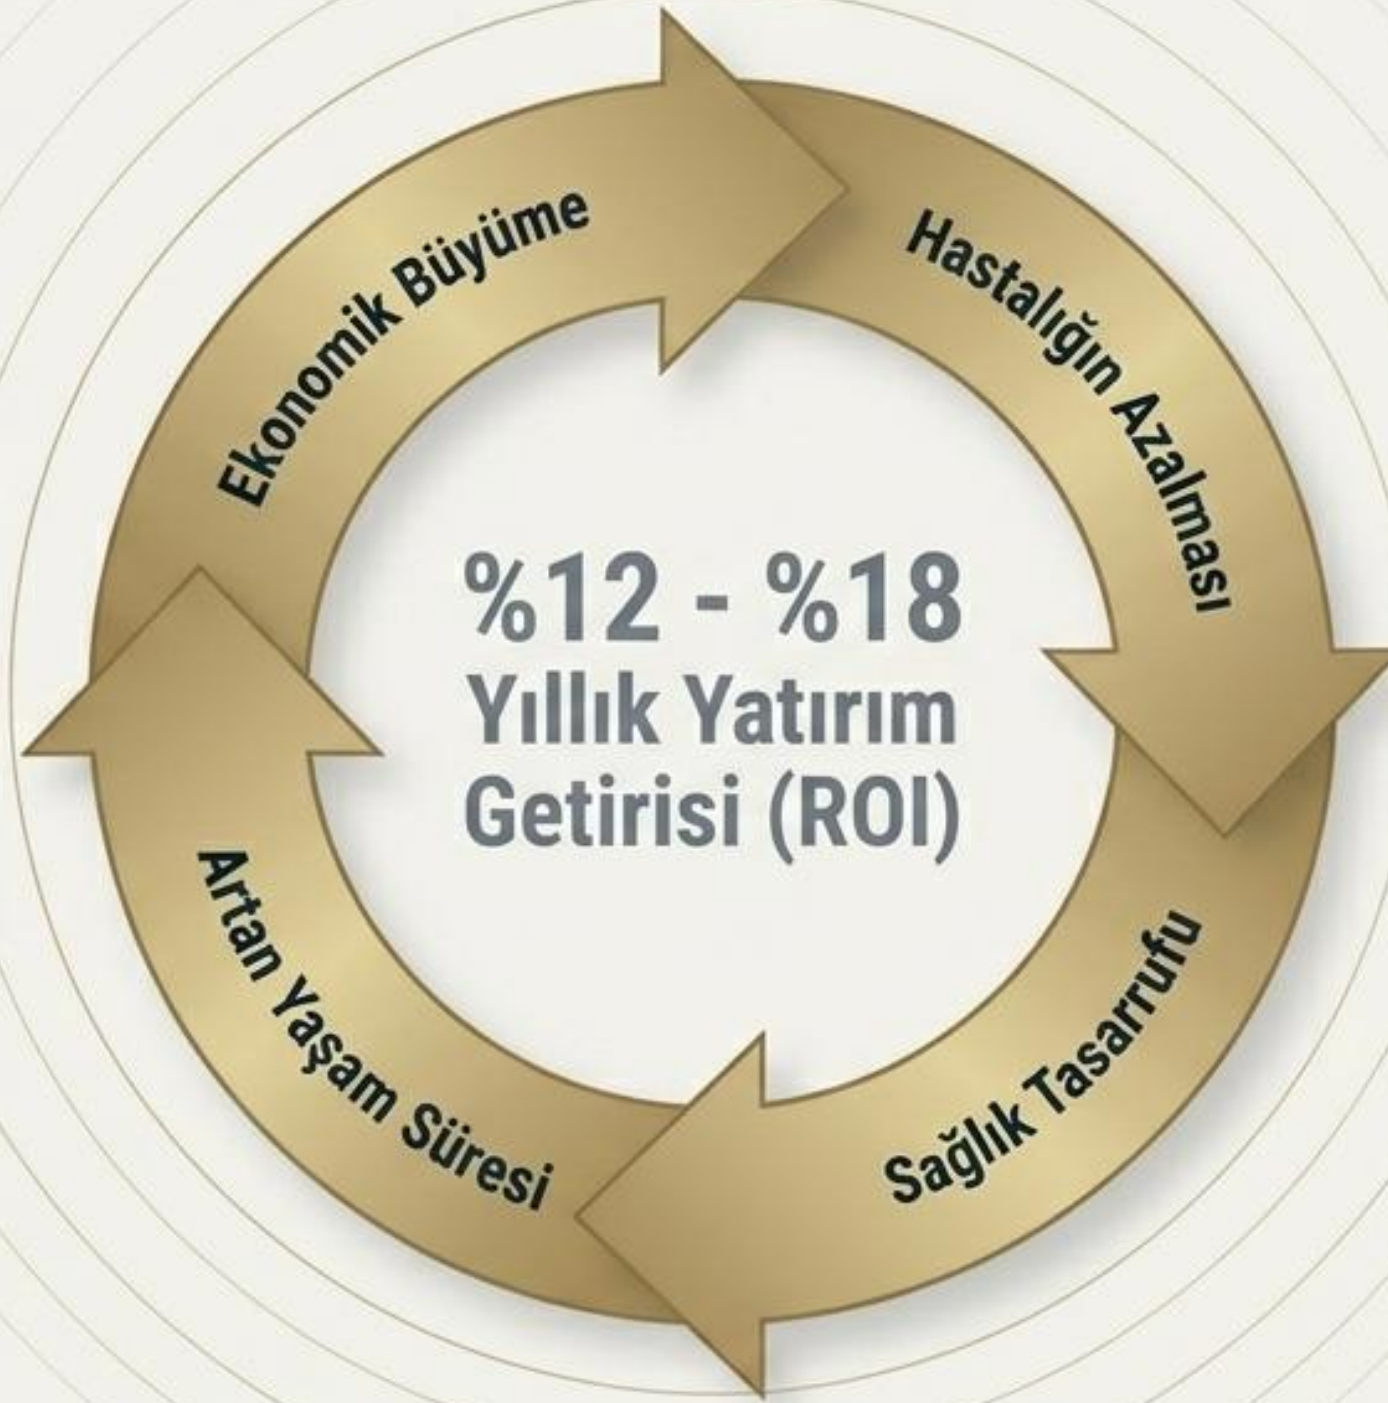 Ekonomik Büyüme
Hastalığın Azalması
%12 - %18
Yıllık Yatırım
Getirisi (ROI)
Artan Yaşam Süresi
Sağlık Tasarrufu